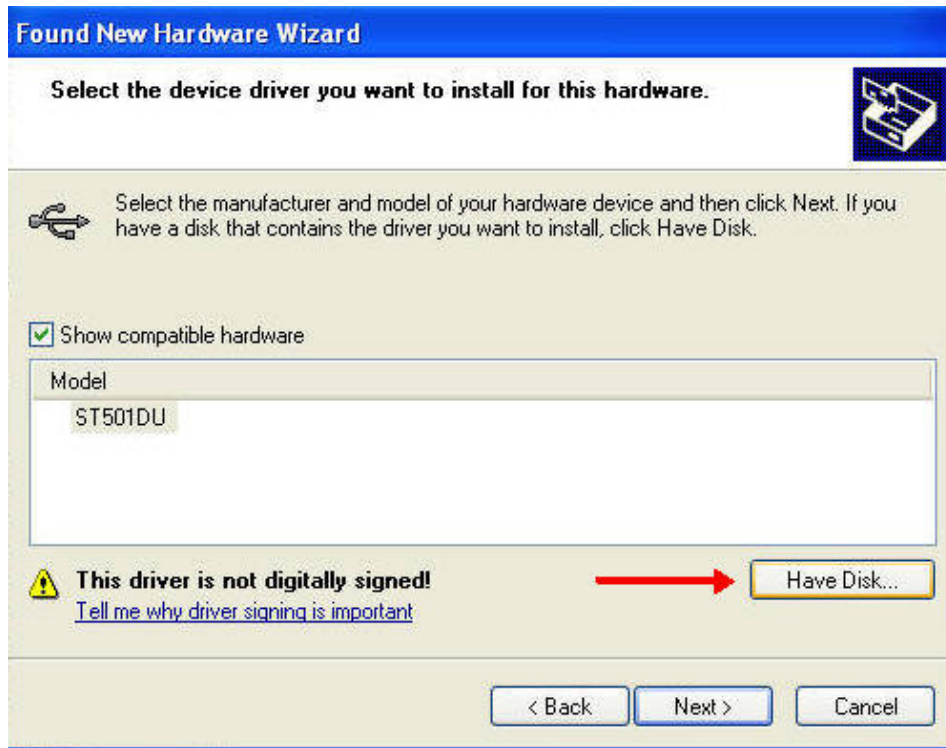 Found New Hardware Wizard
Select the device driver you want to install for this hardware.
Select the manufacturer and model of your hardware device and then click Next. If you
have a disk that contains the driver you want to install, click Have Disk.
Show compatible hardware
Model
ST501DU
This driver is not digitally signed!
Have Disk...
Tell me why driver signing is important
< Back
Next >
Cancel